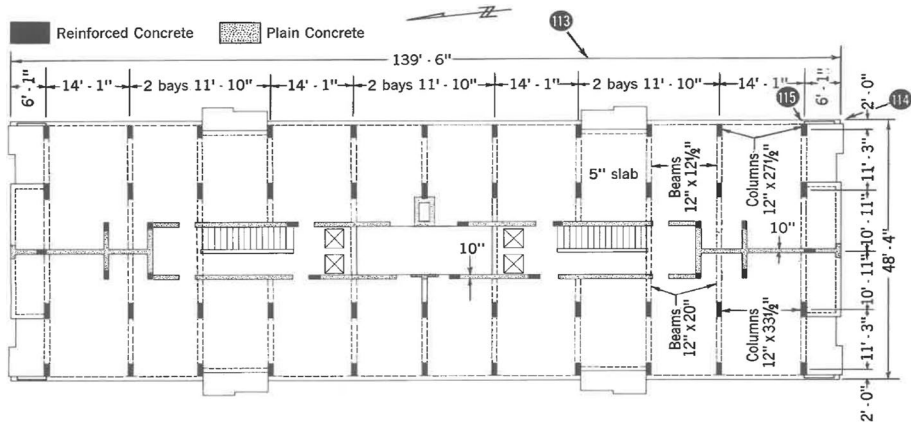 Reinforced Concrete
Plain Concrete
N
113
139' - 6"
6' - 1"
14' - 1"
2 bays 11' - 10"
14' - 1"
2 bays 11' - 10"
14' - 1"
2 bays 11' - 10"
14' - 1"
6' - 1"
2' - 0"
115
114
5" slab
Beams
12" x 12½"
Columns
12" x 27½"
11' - 3"
10' - 11"
10"
10"
10' - 11"
48' - 4"
Beams
12" x 20"
Columns
12" x 33½"
11' - 3"
2' - 0"